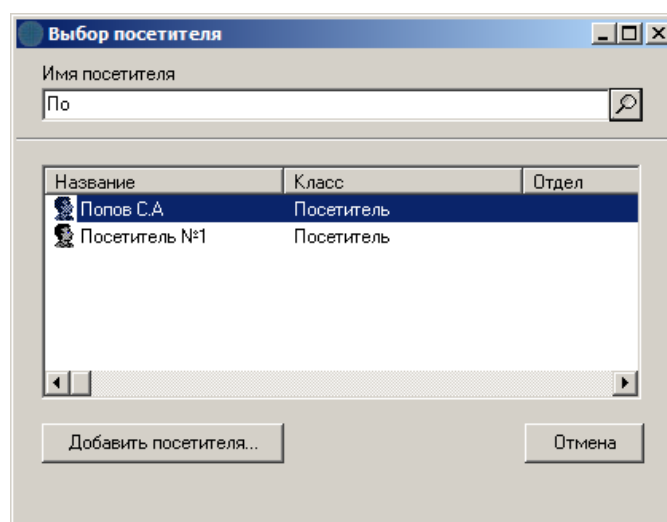 Выбор посетителя
Имя посетителя
По
Название Класс Отдел
Попов С.А Посетитель
Посетитель №1 Посетитель
Добавить посетителя... Отмена